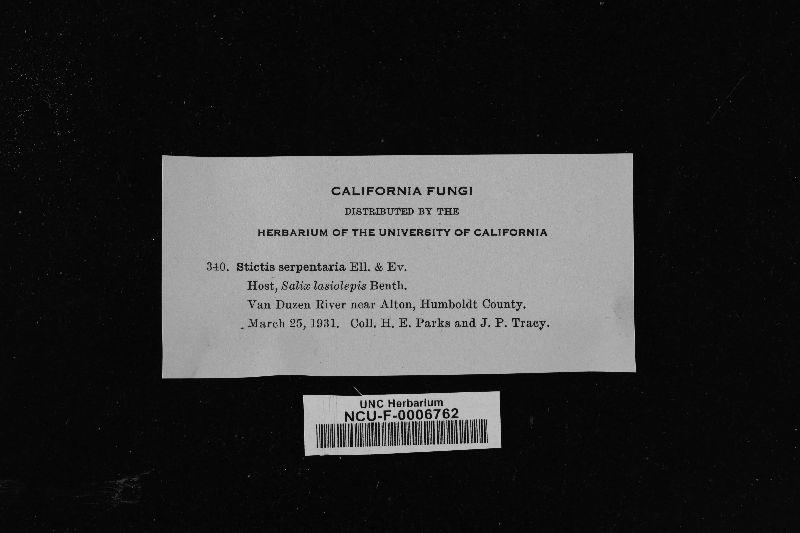 CALIFORNIA FUNGI
DISTRIBUTED BY THE
HERBARIUM OF THE UNIVERSITY OF CALIFORNIA
340. Stictis serpentaria Ell. & Ev.
Host, Salix lasiolepis Benth.
Van Duzen River near Alton, Humboldt County.
March 25, 1931. Coll. H. E. Parks and J. P. Tracy.
UNC Herbarium
NCU-F-0006762